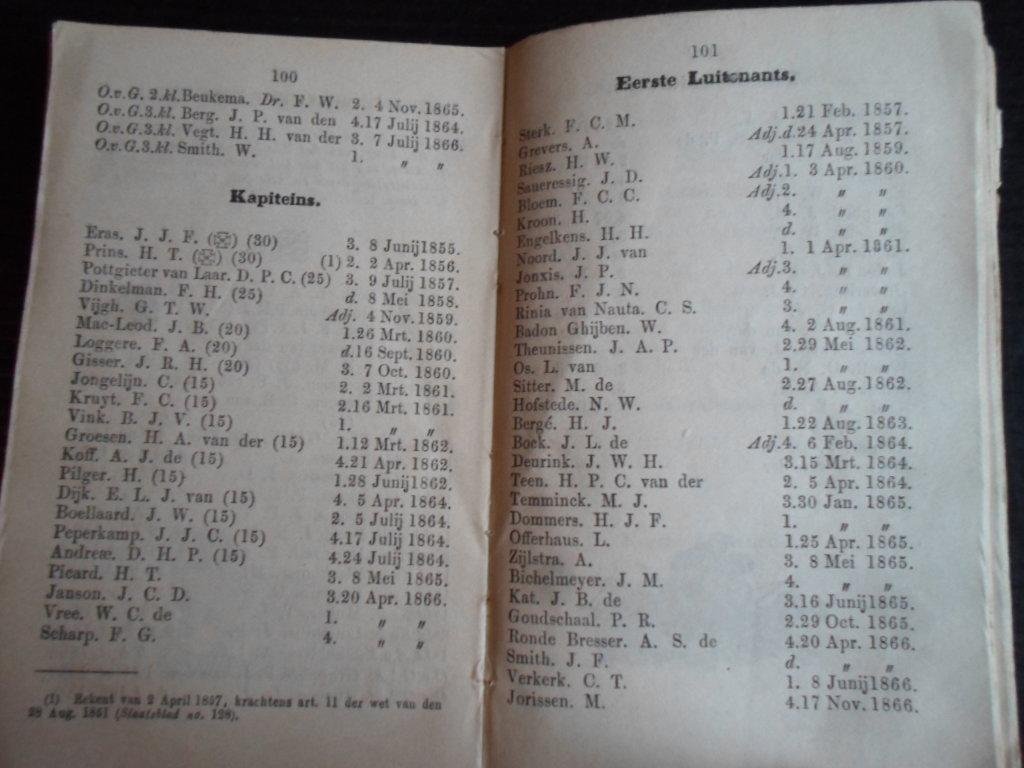 100
O.v.G. 2.kl. Beukema. Dr. F. W. 2. 4 Nov. 1865.
O.v.G.3.kl. Berg. J. P. van den 4.17 Julij 1864.
O.v.G.3.kl. Vegt. H. H. van der 3. 7 Julij 1866.
O.v.G.3.kl. Smith. W. 1. " "
Kapiteins.
Eras. J. J. F. (※) (30) 3. 8 Junij1855.
Prins. H. T. (※) (30) (1) 2. 2 Apr. 1856.
Pottgieter van Laar. D. P. C. (25) 3. 9 Julij 1857.
Dinkelman. F. H. (25) d. 8 Mei 1858.
Vijgh. G. T. W. Adj. 4 Nov. 1859.
Mac-Leod. J. B. (20) 1.26 Mrt. 1860.
Loggere. F. A. (20) d.16 Sept. 1860.
Gisser. J. R. H. (20) 3. 7 Oct. 1860.
Jongelijn. C. (15) 2. 2 Mrt. 1861.
Kruyt. F. C. (15) 2.16 Mrt. 1861.
Vink. B. J. V. (15) 1. " "
Groesen. H. A. van der (15) 1.12 Mrt. 1862.
Koff. A. J. de (15) 4.21 Apr. 1862.
Pilger. H. (15) 1.28 Junij1862.
Dijk. E. L. J. van (15) 4. 5 Apr. 1864.
Boellaard. J. W. (15) 2. 5 Julij 1864.
Peperkamp. J. J. C. (15) 4.17 Julij 1864.
Andreæ. D. H. P. (15) 4.24 Julij 1864.
Picard. H. T. 3. 8 Mei 1865.
Janson. J. C. D. 3.20 Apr. 1866.
Vree. W. C. de 1. " "
Scharp. F. G. 4. " "
(1) Rekent van 2 April 1857, krachtens art. 11 der wet van den
28 Aug. 1851 (Staatsblad no. 128).
101
Eerste Luitenants.
Sterk. F. C. M. 1.21 Feb. 1857.
Grevers. A. Adj.d.24 Apr. 1857.
Riesz. H. W. 1.17 Aug. 1859.
Saueressig. J. D. Adj.1. 3 Apr. 1860.
Bloem. F. C. C. Adj.2. " "
Kroon. H. 4. " "
Engelkens. H. H. d. " "
Noord. J. J. van 1. 1 Apr. 1861.
Jonxis. J. P. Adj.3. " "
Prohn. F. J. N. 4. " "
Rinia van Nauta. C. S. 3. " "
Badon Ghijben. W. 4. 2 Aug. 1861.
Theunissen. J. A. P. 2.29 Mei 1862.
Os. L. van 1. " "
Sitter. M. de 2.27 Aug. 1862.
Hofstede. N. W. d. " "
Bergé. H. J. 1.22 Aug. 1863.
Bock. J. L. de Adj.4. 6 Feb. 1864.
Deurink. J. W. H. 3.15 Mrt. 1864.
Teen. H. P. C. van der 2. 5 Apr. 1864.
Temminck. M. J. 3.30 Jan. 1865.
Dommers. H. J. F. 1. " "
Offerhaus. L. 1.25 Apr. 1865.
Zijlstra. A. 3. 8 Mei 1865.
Bichelmeyer. J. M. 4. " "
Kat. J. B. de 3.16 Junij1865.
Goudschaal. P. R. 2.29 Oct. 1865.
Ronde Bresser. A. S. de 4.20 Apr. 1866.
Smith. J. F. d. " "
Verkerk. C. T. 1. 8 Junij1866.
Jorissen. M. 4.17 Nov. 1866.